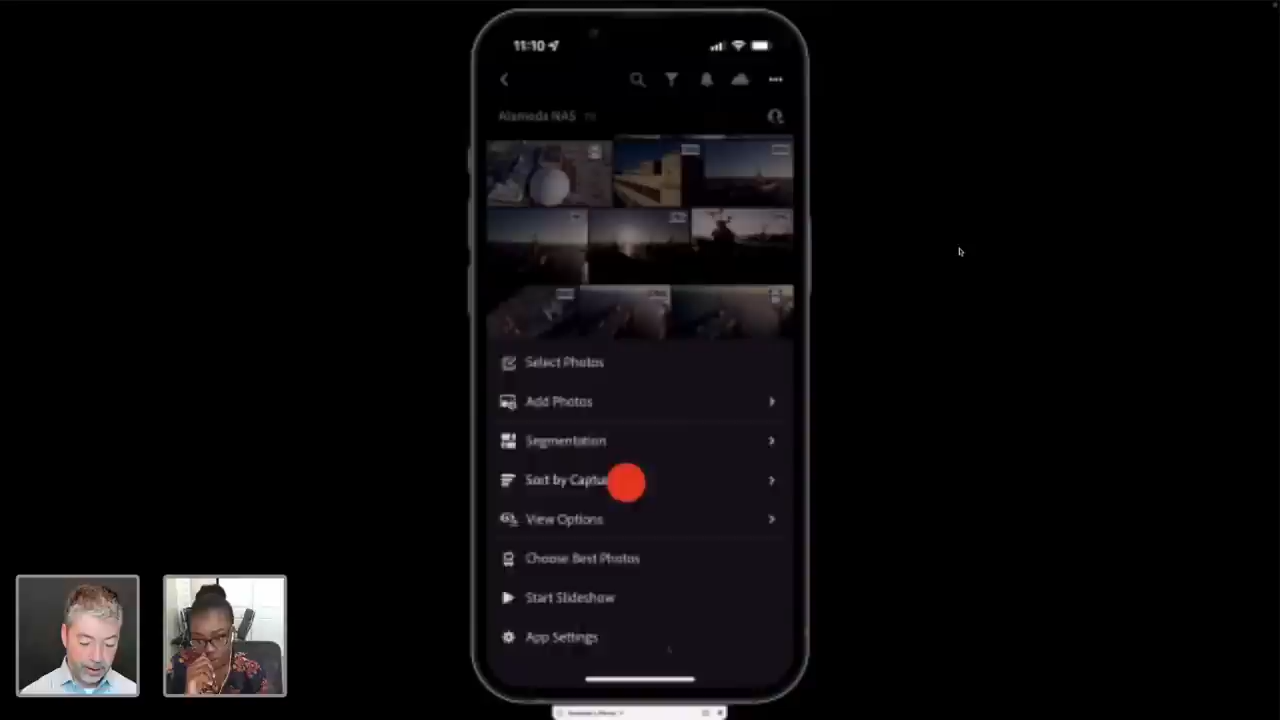 11:10
Alameda NAS
Select Photos
Add Photos
Segmentation
Sort by Captu
View Options
Choose Best Photos
Start Slideshow
App Settings